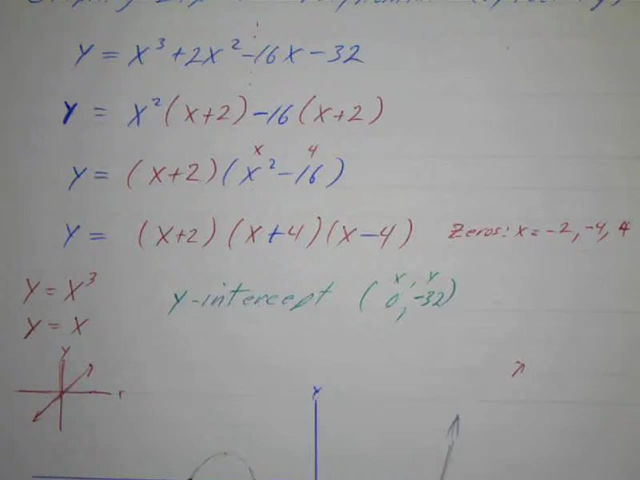 y = x³ + 2x² - 16x - 32
y = x² (x+2) - 16 (x+2)
x 4
y = (x+2) (x² - 16)
y = (x+2) (x+4) (x-4) Zeros: x = -2, -4, 4
y = x³
x, y
y-intercept (0, -32)
y = x
y
x
y